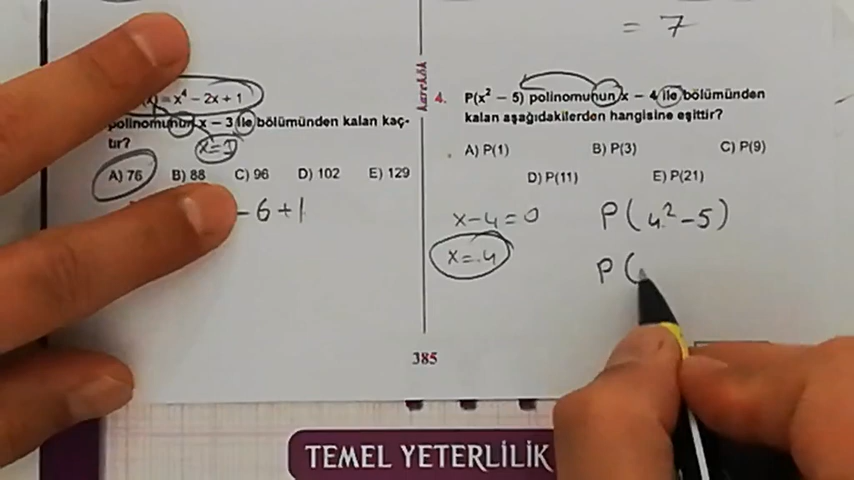 = 7
(x) = x⁴ – 2x + 1
polinomunun x – 3 ile bölümünden kalan kaç-
tır?
x=3
A) 76 B) 88 C) 96 D) 102 E) 129
– 6 + 1
karekök
4. P(x² – 5) polinomunun x – 4 ile bölümünden
kalan aşağıdakilerden hangisine eşittir?
A) P(1) B) P(3) C) P(9)
D) P(11) E) P(21)
x – 4 = 0 P(4² – 5)
x = 4 P(
385
TEMEL YETERLİLİK